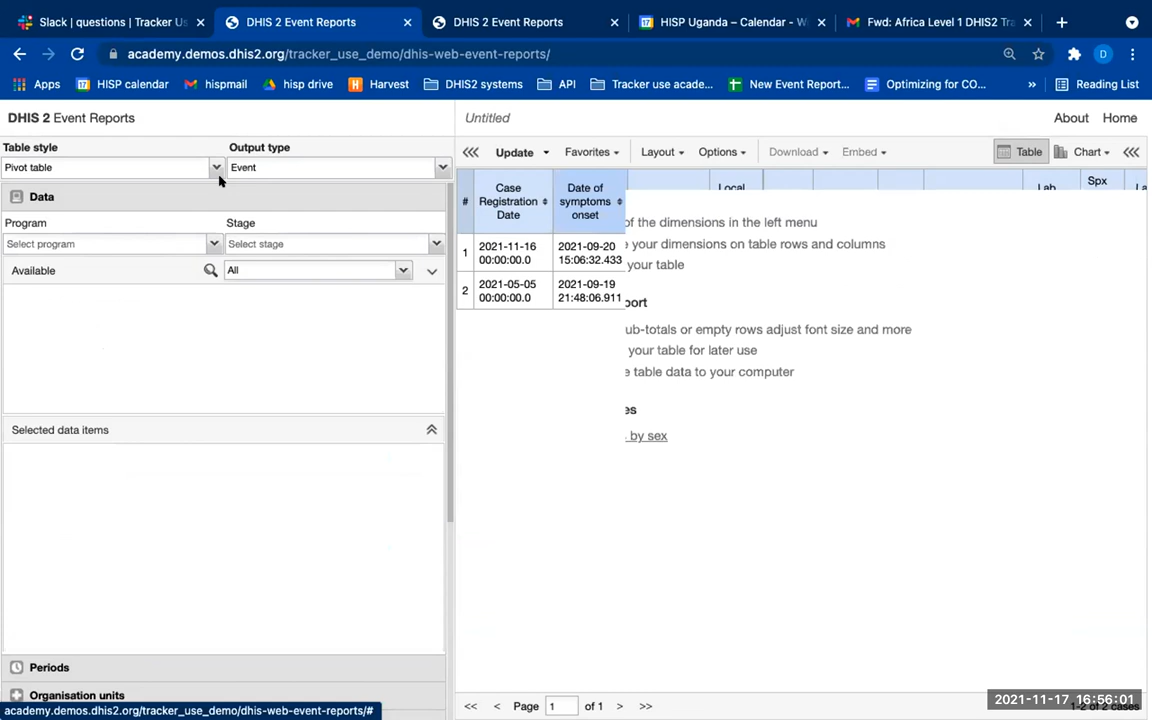 Slack | questions | Tracker Us
DHIS 2 Event Reports
DHIS 2 Event Reports
HISP Uganda – Calendar - W
Fwd: Africa Level 1 DHIS2 Tra
academy.demos.dhis2.org/tracker_use_demo/dhis-web-event-reports/
D
Apps
HISP calendar
hispmail
hisp drive
Harvest
DHIS2 systems
API
Tracker use acade...
New Event Report...
Optimizing for CO...
Reading List
DHIS 2 Event Reports
Untitled
About
Home
Table style
Output type
Pivot table
Event
Update
Favorites
Layout
Options
Download
Embed
Table
Chart
Data
Program
Stage
Select program
Select stage
Available
All
Selected data items
Periods
Organisation units
#
Case Registration Date
Date of symptoms onset
Local
Lab
Spx
1
2021-11-16 00:00:00.0
2021-09-20 15:06:32.433
2
2021-05-05 00:00:00.0
2021-09-19 21:48:06.911
of the dimensions in the left menu
e your dimensions on table rows and columns
your table
port
ub-totals or empty rows adjust font size and more
your table for later use
e table data to your computer
es
by sex
<< < Page 1 of 1 > >>
2021-11-17 16:56:01
1-2 of 2 cases
academy.demos.dhis2.org/tracker_use_demo/dhis-web-event-reports/#